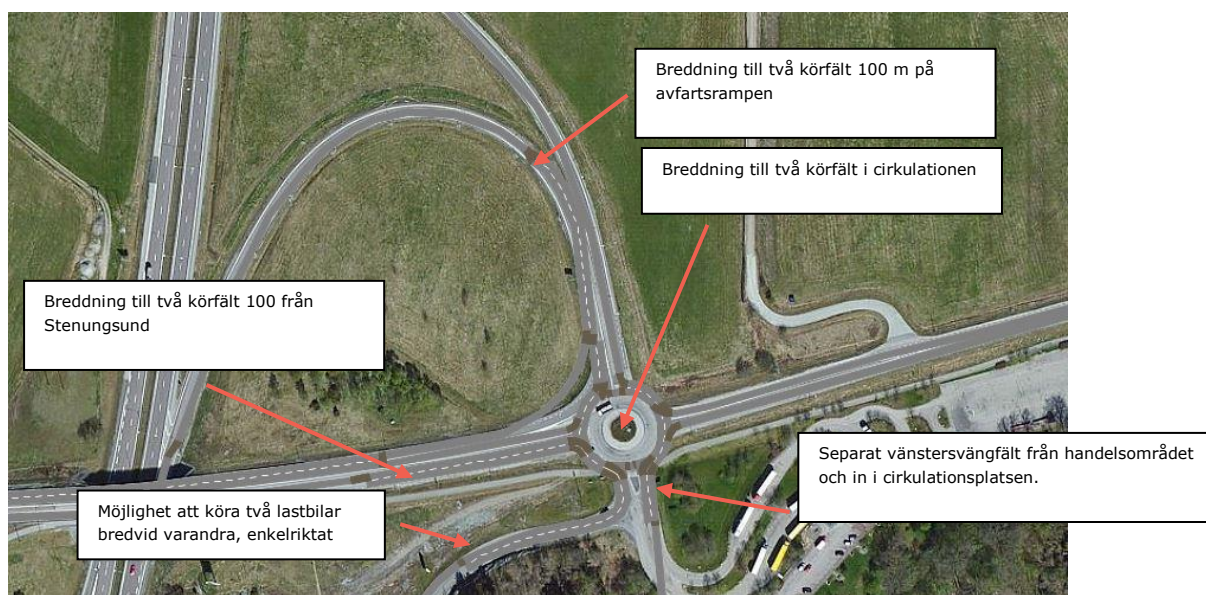 Breddning till två körfält 100 m på
avfartsrampen
Breddning till två körfält i cirkulationen
Breddning till två körfält 100 från
Stenungsund
Separat vänstersvängfält från handelsområdet
och in i cirkulationsplatsen.
Möjlighet att köra två lastbilar
bredvid varandra, enkelriktat